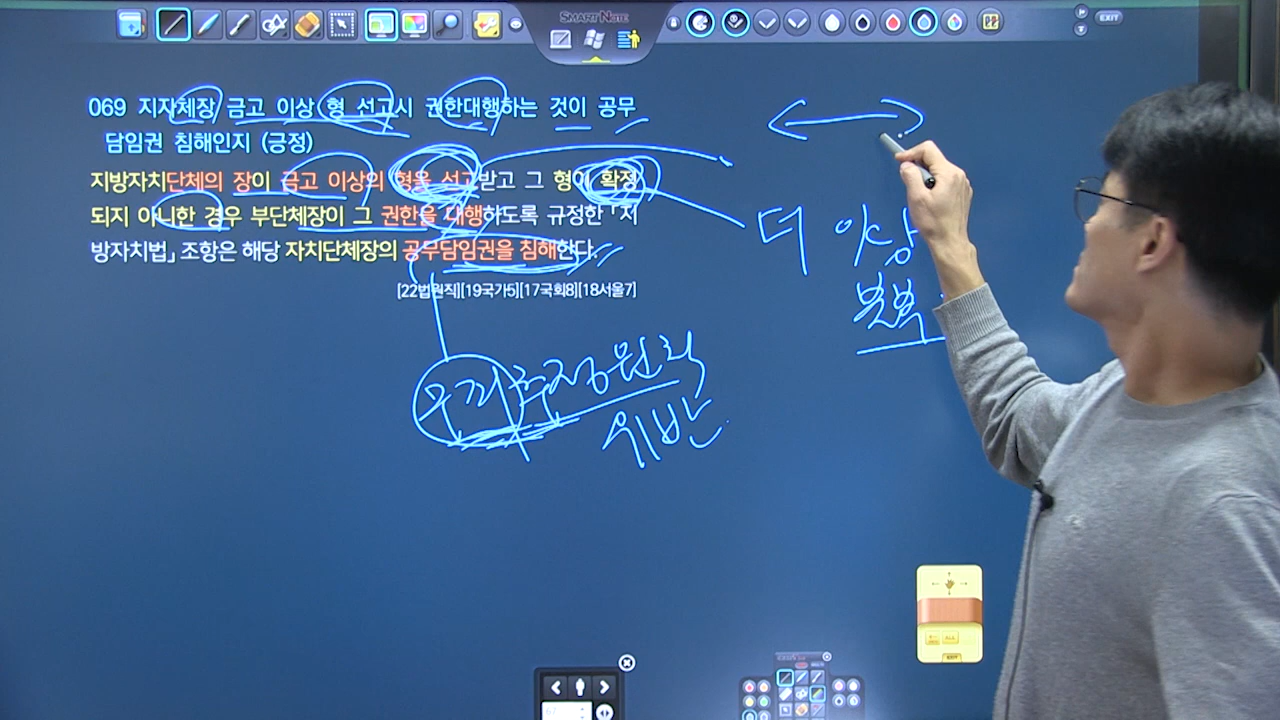 SMARTNOTE
EXIT
069 지자체장 금고 이상 형 선고시 권한대행하는 것이 공무
담임권 침해인지 (긍정)
지방자치단체의 장이 금고 이상의 형을 선고받고 그 형이 확정
되지 아니한 경우 부단체장이 그 권한을 대행하도록 규정한 「지
방자치법」 조항은 해당 자치단체장의 공무담임권을 침해한다.
[22법원직][19국가5][17국회8][18서울7]
더 이상
불복
무죄추정원칙
위반